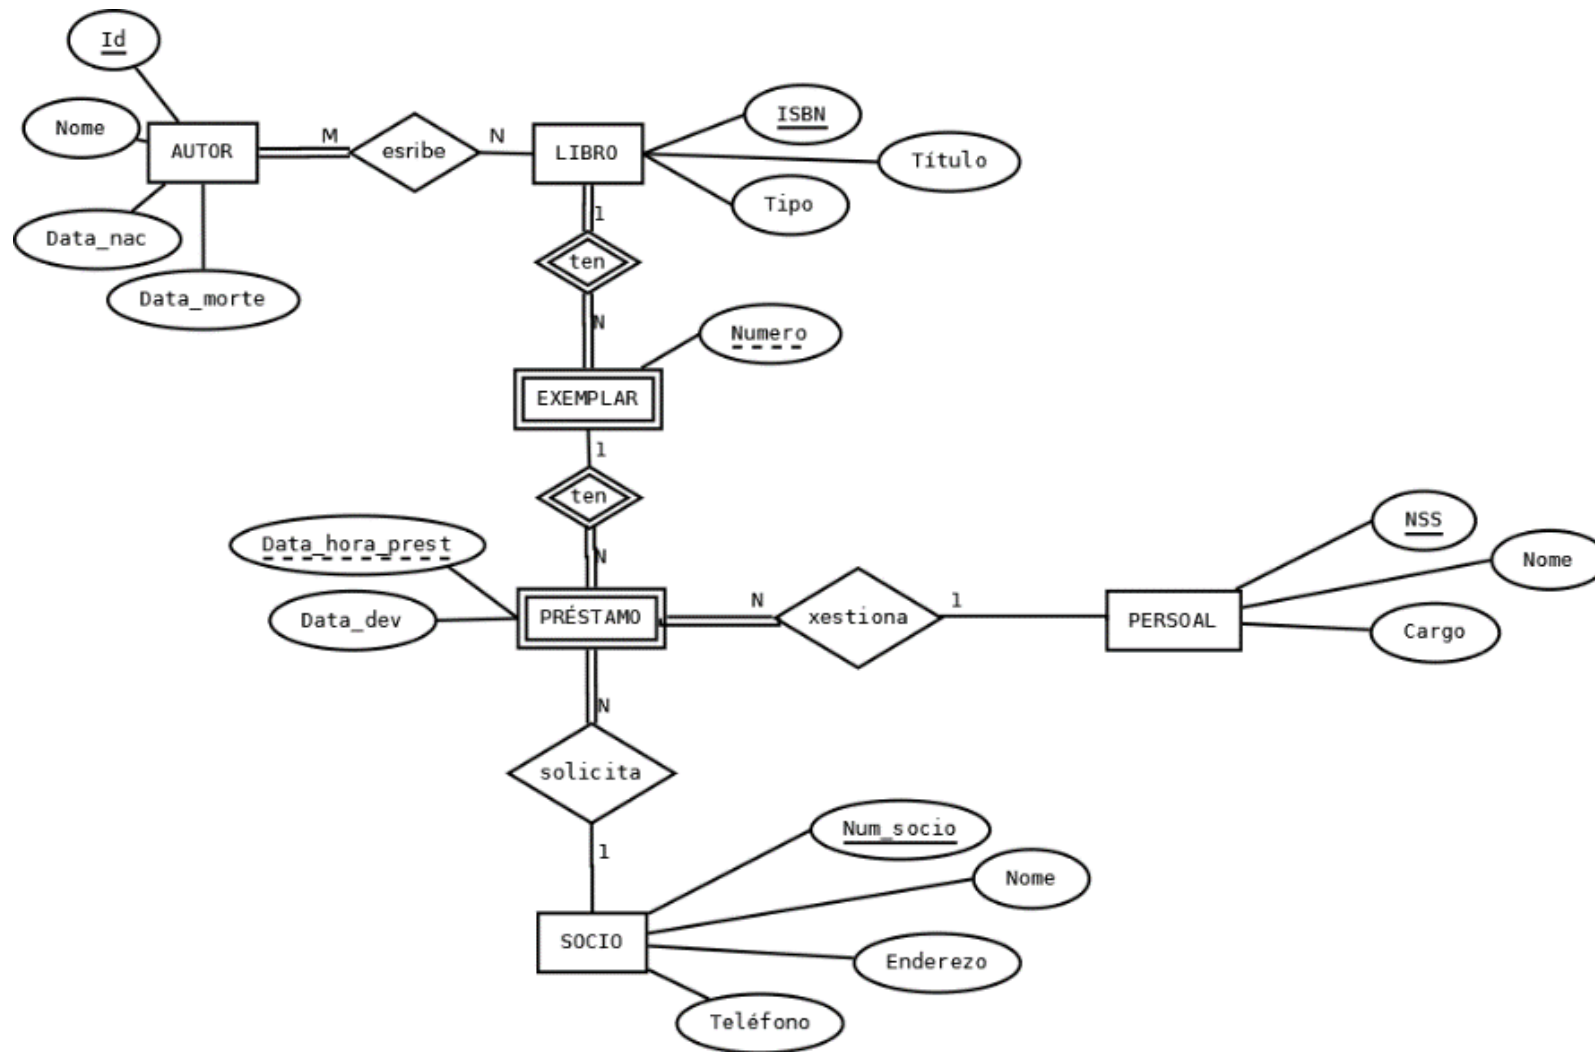 Id
Nome
AUTOR
M
esribe
N
LIBRO
ISBN
Título
Tipo
Data_nac
Data_morte
1
ten
N
Numero
EXEMPLAR
1
ten
N
Data_hora_prest
Data_dev
PRÉSTAMO
N
xestiona
1
PERSOAL
NSS
Nome
Cargo
N
solicita
1
SOCIO
Num_socio
Nome
Enderezo
Teléfono